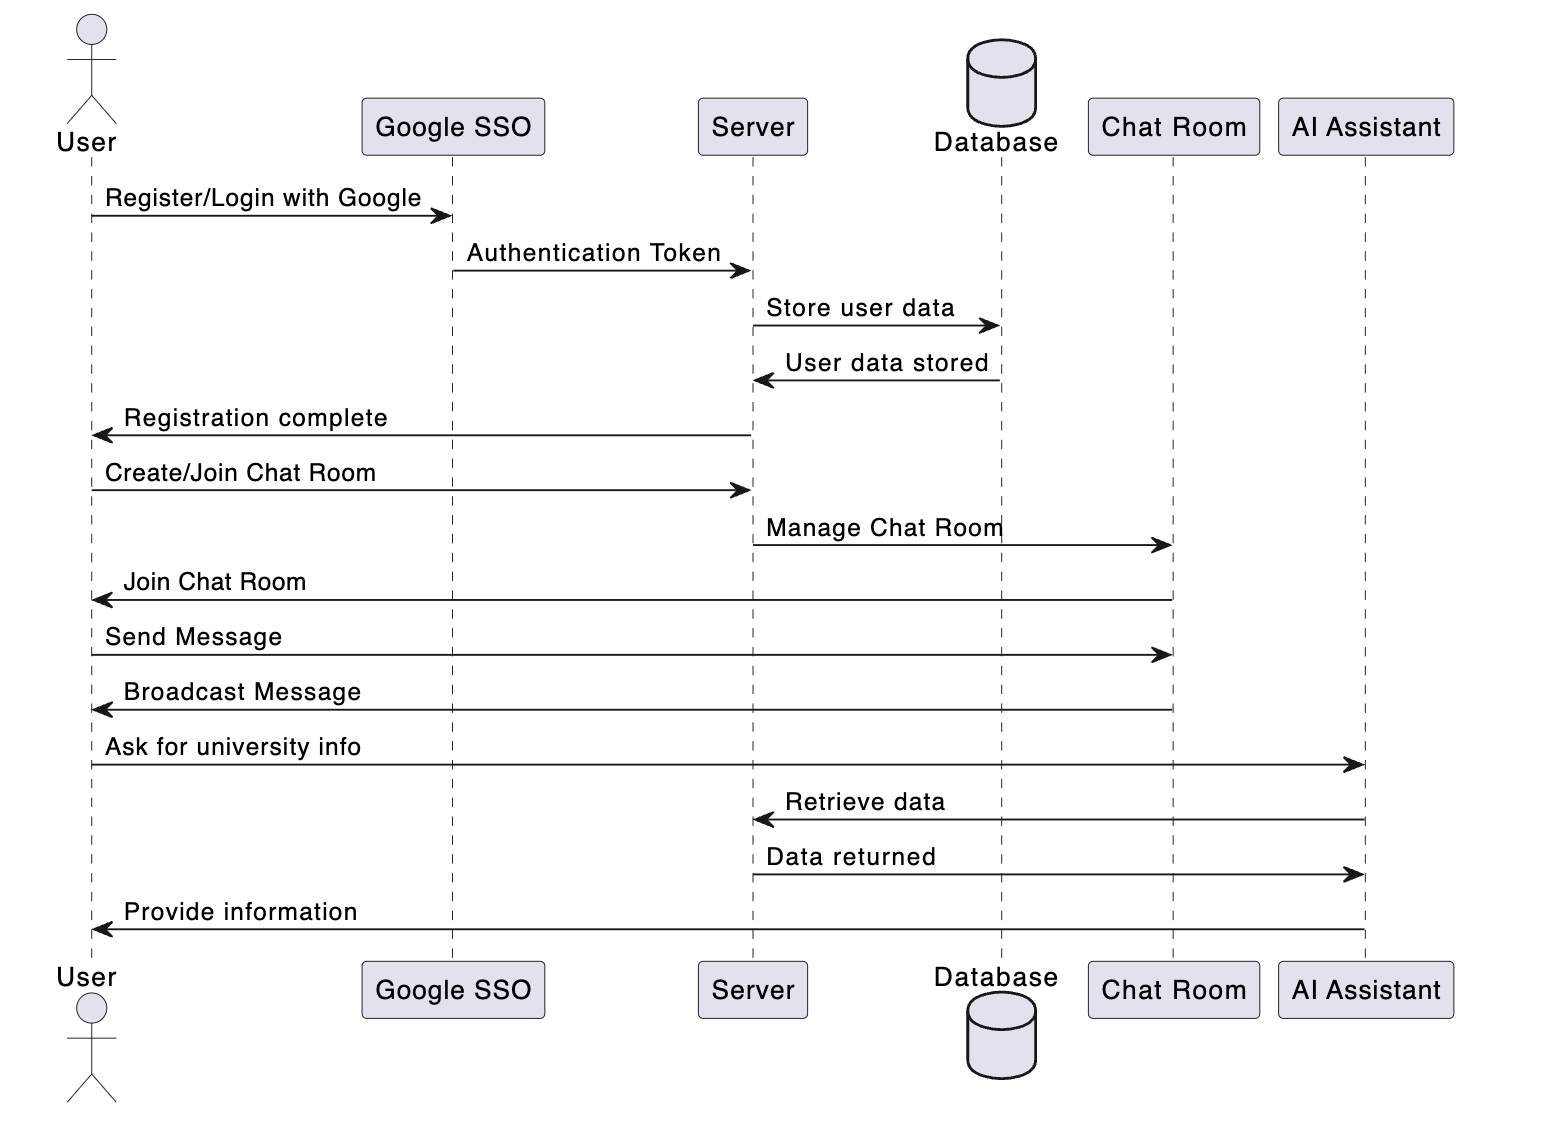 User
Google SSO
Server
Database
Chat Room
AI Assistant
Register/Login with Google
Authentication Token
Store user data
User data stored
Registration complete
Create/Join Chat Room
Manage Chat Room
Join Chat Room
Send Message
Broadcast Message
Ask for university info
Retrieve data
Data returned
Provide information
User
Google SSO
Server
Database
Chat Room
AI Assistant